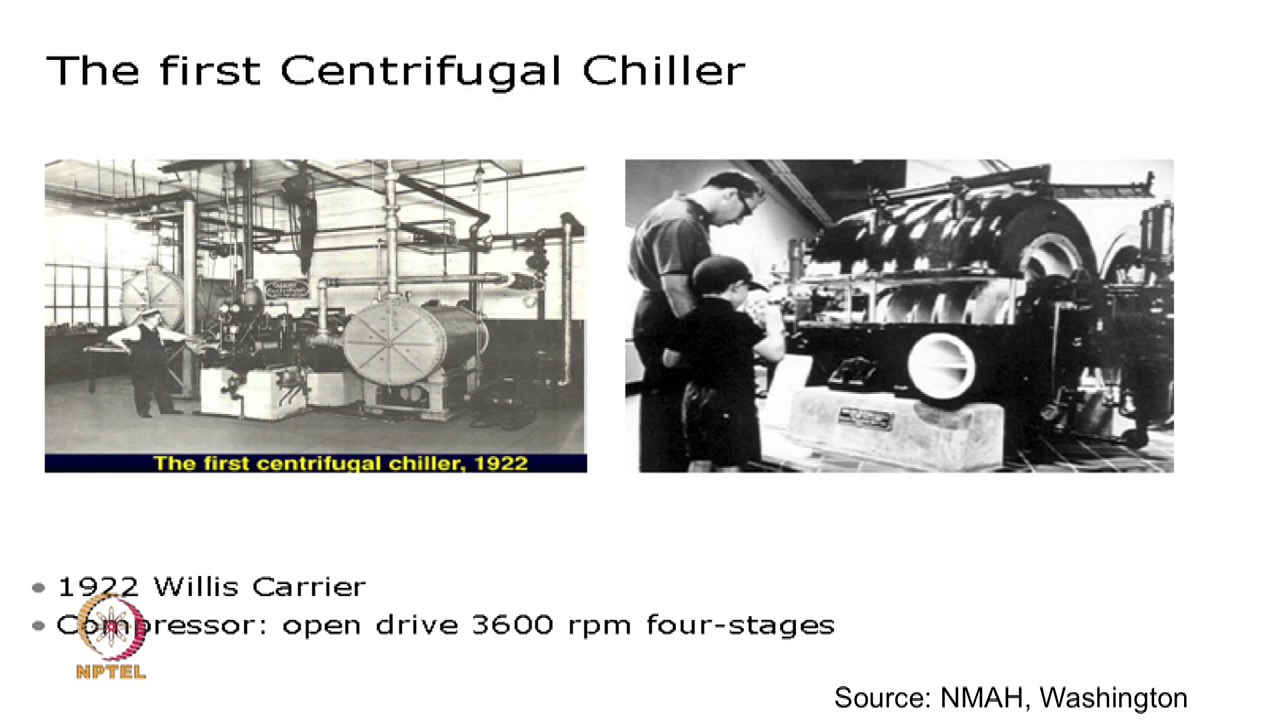 The first Centrifugal Chiller
The first centrifugal chiller, 1922
1922 Willis Carrier
Compressor: open drive 3600 rpm four-stages
NPTEL
Source: NMAH, Washington